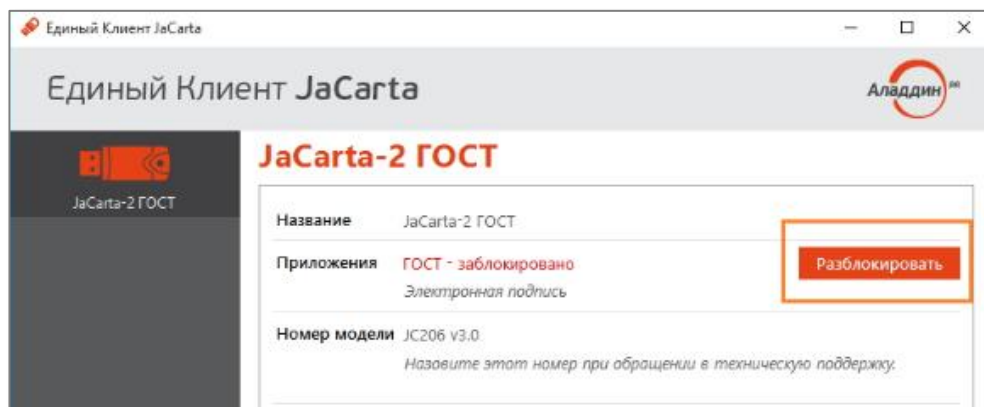 Единый Клиент JaCarta
Единый Клиент JaCarta
Аладдин
JaCarta-2 ГОСТ
JaCarta-2 ГОСТ
Название JaCarta-2 ГОСТ
Приложения ГОСТ - заблокировано Разблокировать
Электронная подпись
Номер модели JC206 v3.0
Назовите этот номер при обращении в техническую поддержку.